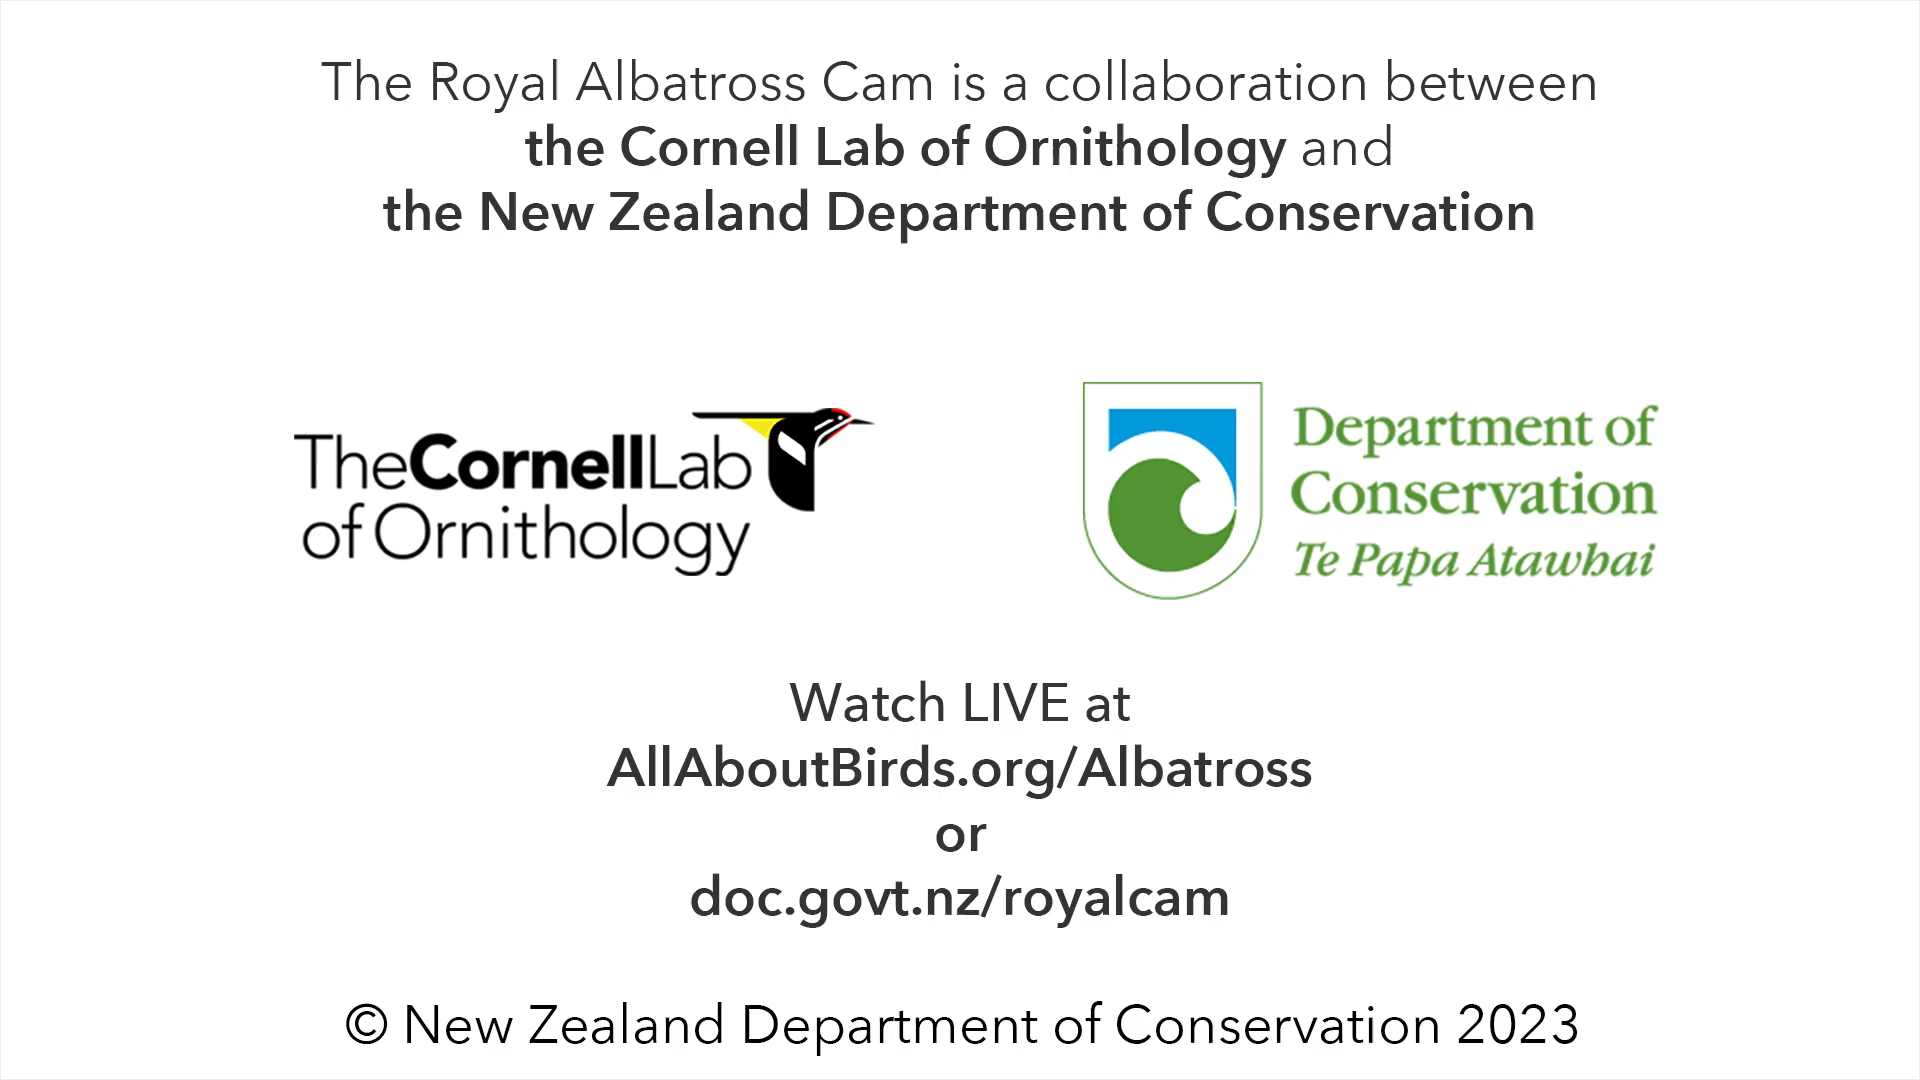 The Royal Albatross Cam is a collaboration between
the Cornell Lab of Ornithology and
the New Zealand Department of Conservation
TheCornellLab
of Ornithology
Department of
Conservation
Te Papa Atawhai
Watch LIVE at
AllAboutBirds.org/Albatross
or
doc.govt.nz/royalcam
© New Zealand Department of Conservation 2023